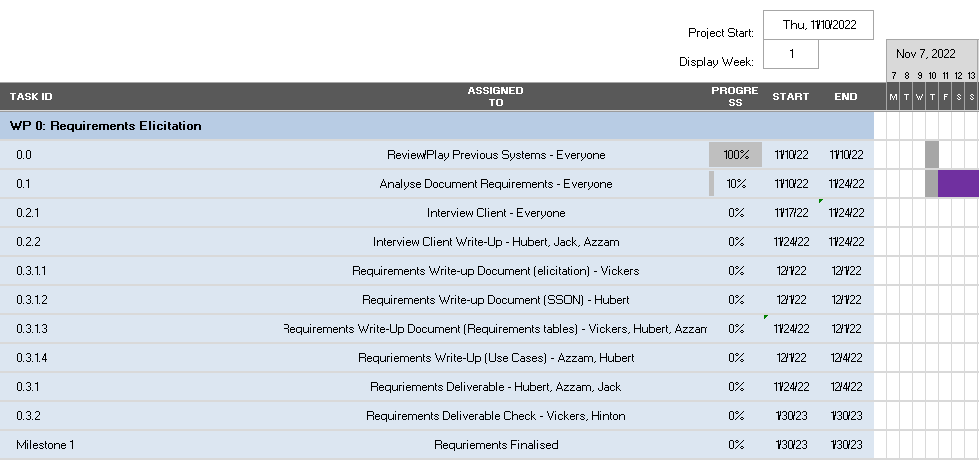 Project Start: Thu, 11/10/2022
Display Week: 1
Nov 7, 2022
7 8 9 10 11 12 13
TASK ID ASSIGNED TO PROGRESS START END M T W T F S S
WP 0: Requirements Elicitation
0.0 Review/Play Previous Systems - Everyone 100% 11/10/22 11/10/22
0.1 Analyse Document Requirements - Everyone 10% 11/10/22 11/24/22
0.2.1 Interview Client - Everyone 0% 11/17/22 11/24/22
0.2.2 Interview Client Write-Up - Hubert, Jack, Azzam 0% 11/24/22 11/24/22
0.3.1.1 Requirements Write-up Document (elicitation) - Vickers 0% 12/1/22 12/1/22
0.3.1.2 Requirements Write-up Document (SSON) - Hubert 0% 12/1/22 12/1/22
0.3.1.3 Requirements Write-Up Document (Requirements tables) - Vickers, Hubert, Azzam 0% 11/24/22 12/1/22
0.3.1.4 Requriements Write-Up (Use Cases) - Azzam, Hubert 0% 12/1/22 12/4/22
0.3.1 Requriements Deliverable - Hubert, Azzam, Jack 0% 11/24/22 12/4/22
0.3.2 Requirements Deliverable Check - Vickers, Hinton 0% 1/30/23 1/30/23
Milestone 1 Requriements Finalised 0% 1/30/23 1/30/23